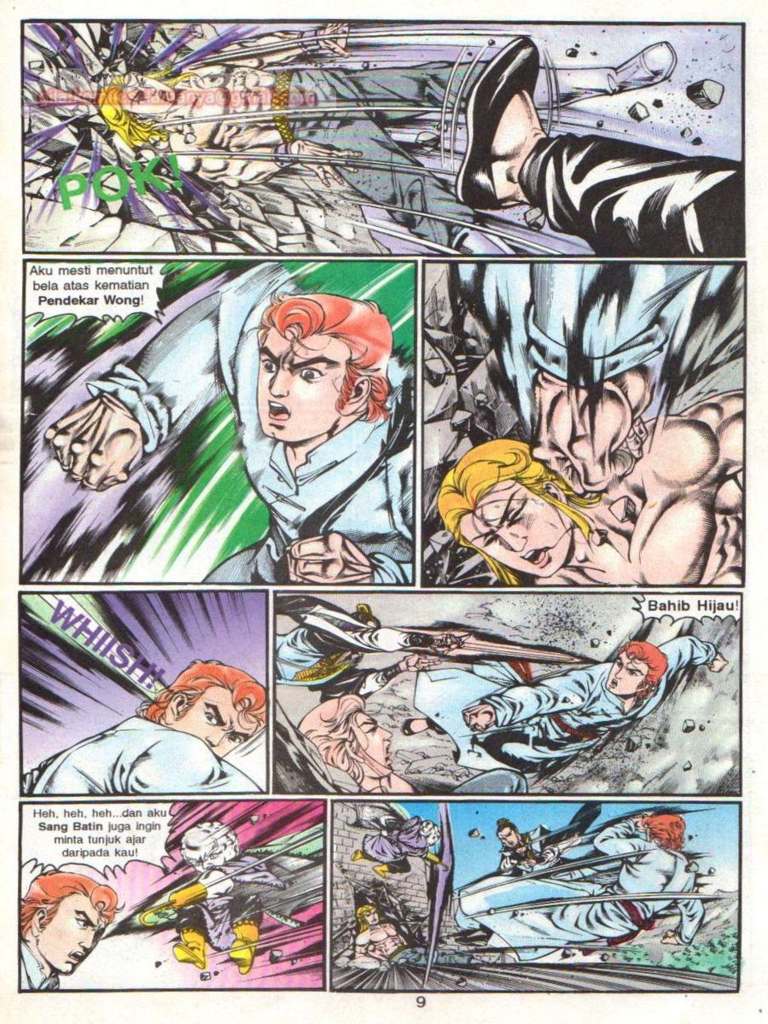 POK!
Aku mesti menuntut
bela atas kematian
Pendekar Wong!
WHIISH!
Bahib Hijau!
Heh, heh, heh...dan aku
Sang Batin juga ingin
minta tunjuk ajar
daripada kau!
9